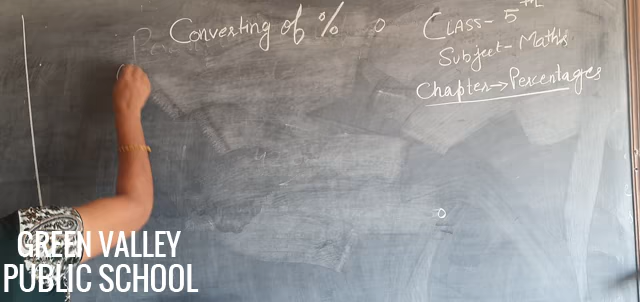 Converting of %
Class - 5th
Subject - Maths
Chapter → Percentages
GREEN VALLEY
PUBLIC SCHOOL